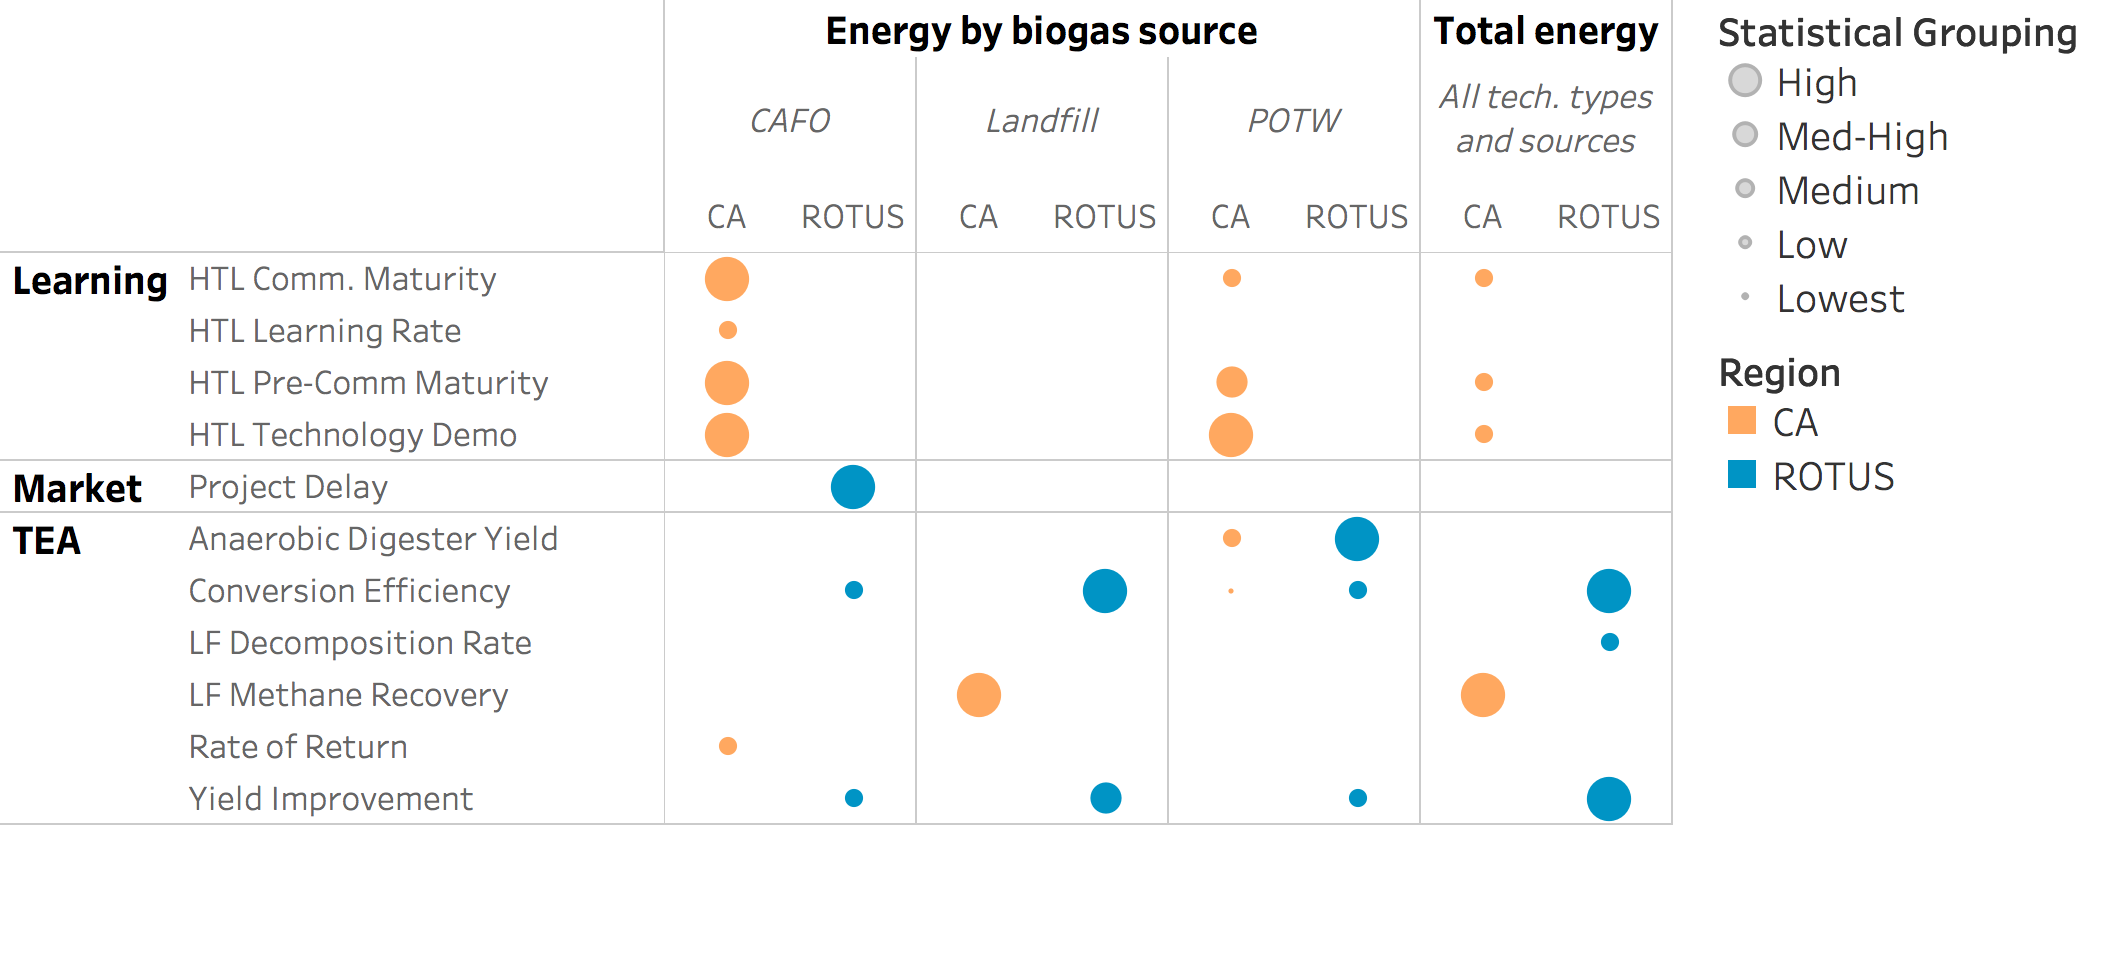 Energy by biogas source
Total energy
CAFO
Landfill
POTW
All tech. types
and sources
CA ROTUS CA ROTUS CA ROTUS CA ROTUS
Learning HTL Comm. Maturity
HTL Learning Rate
HTL Pre-Comm Maturity
HTL Technology Demo
Market Project Delay
TEA Anaerobic Digester Yield
Conversion Efficiency
LF Decomposition Rate
LF Methane Recovery
Rate of Return
Yield Improvement
Statistical Grouping
High
Med-High
Medium
Low
Lowest
Region
CA
ROTUS